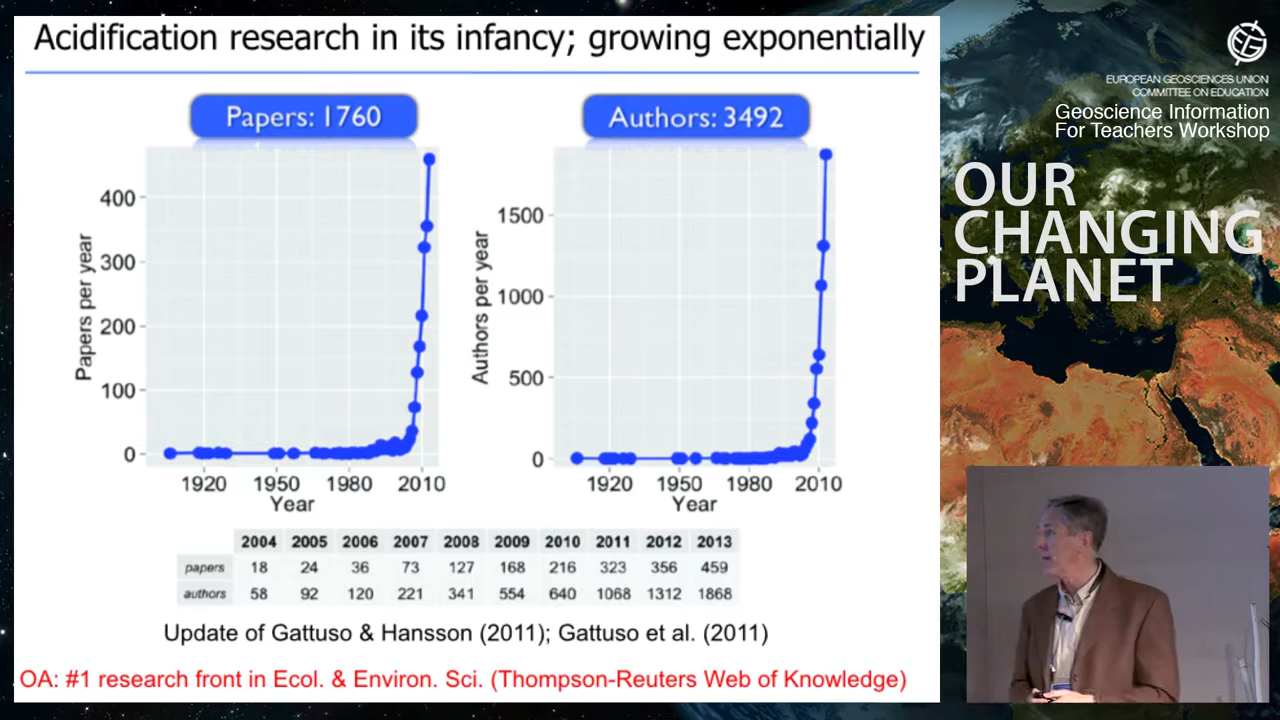 Acidification research in its infancy; growing exponentially
Papers: 1760
Authors: 3492
Papers per year
400
300
200
100
0
1920 1950 1980 2010
Year
Authors per year
1500
1000
500
0
1920 1950 1980 2010
Year
2004 2005 2006 2007 2008 2009 2010 2011 2012 2013
papers 18 24 36 73 127 168 216 323 356 459
authors 58 92 120 221 341 554 640 1068 1312 1868
Update of Gattuso & Hansson (2011); Gattuso et al. (2011)
OA: #1 research front in Ecol. & Environ. Sci. (Thompson-Reuters Web of Knowledge)
EGU
EUROPEAN GEOSCIENCES UNION
COMMITTEE ON EDUCATION
Geoscience Information
For Teachers Workshop
OUR
CHANGING
PLANET